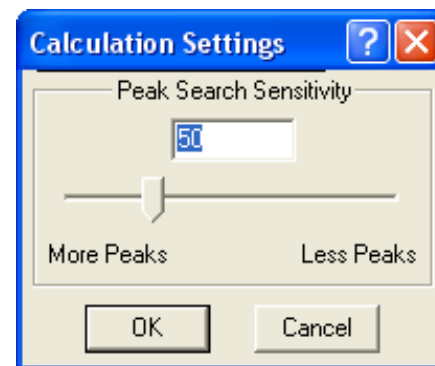 Calculation Settings
Peak Search Sensitivity
50
More Peaks Less Peaks
OK Cancel